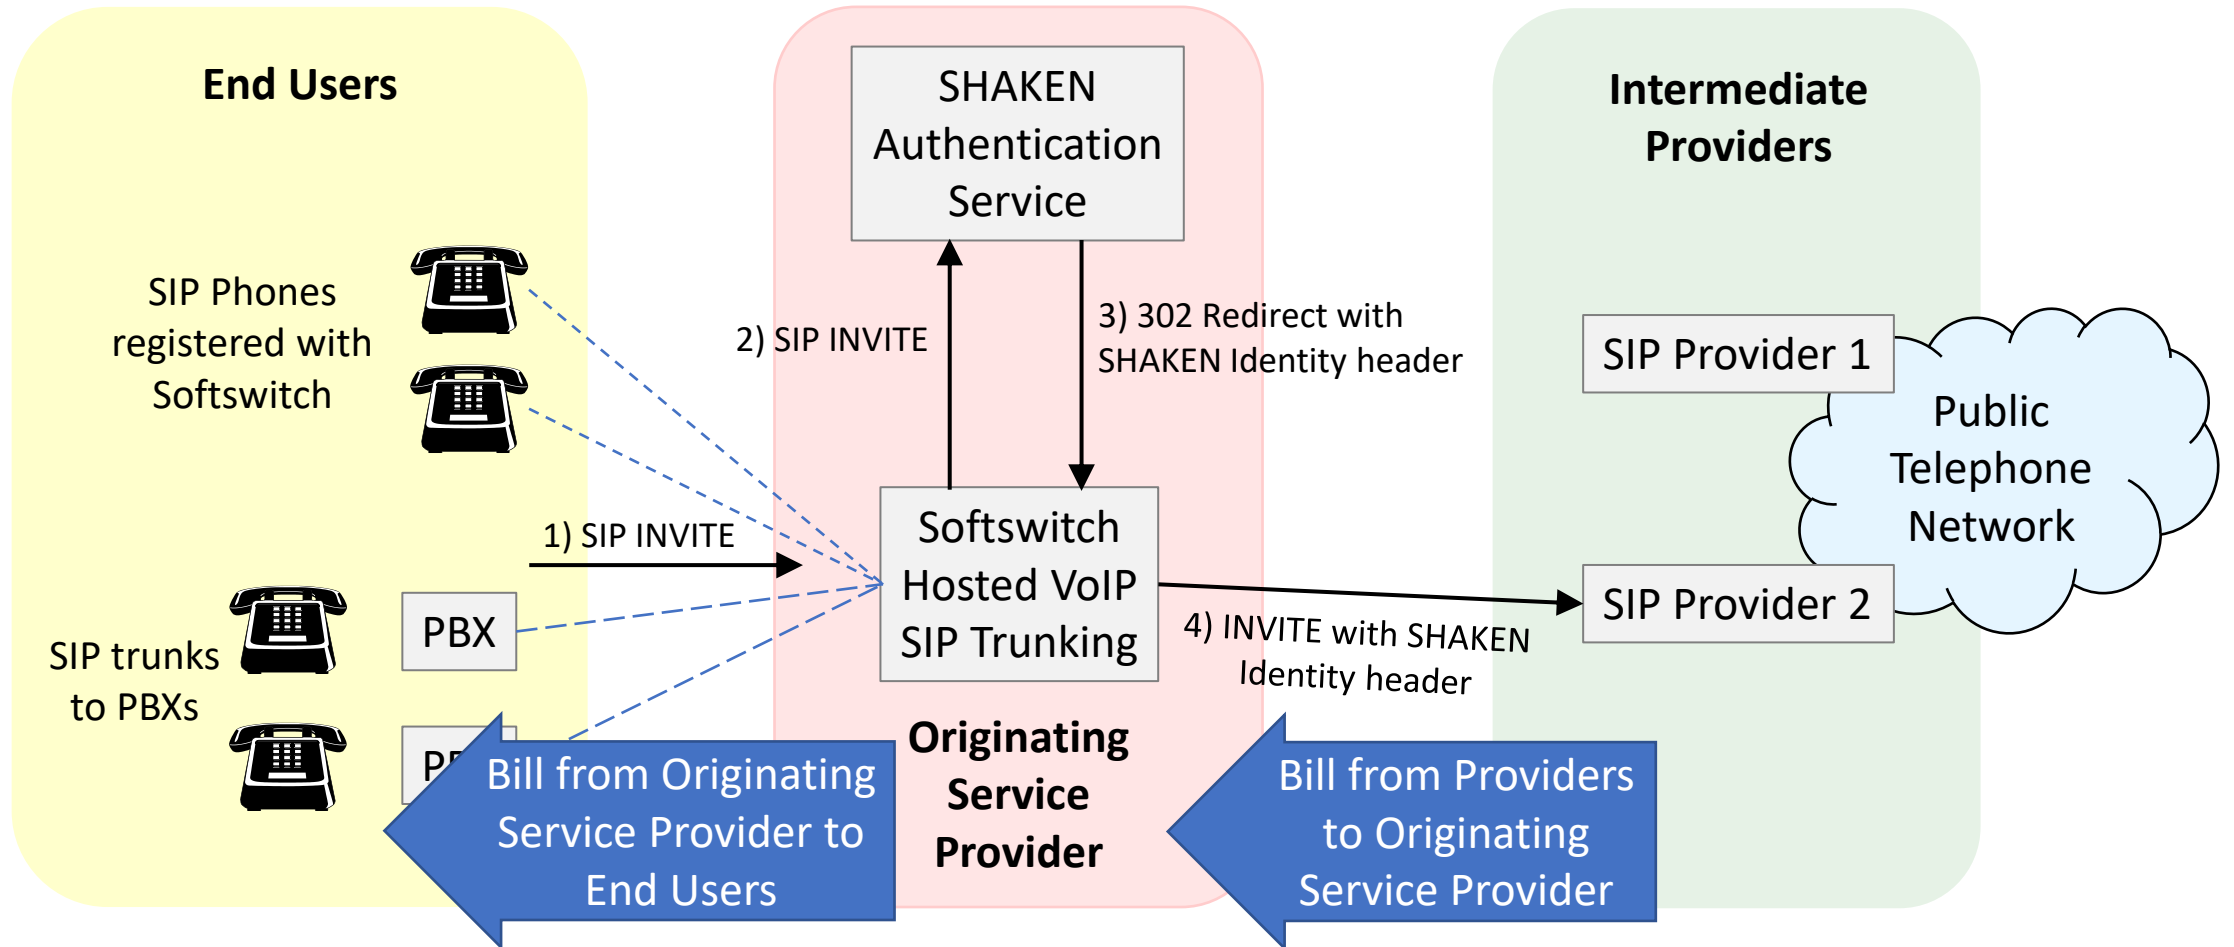 End Users
SIP Phones
registered with
Softswitch
SIP trunks
to PBXs
PBX
1) SIP INVITE
SHAKEN
Authentication
Service
2) SIP INVITE
3) 302 Redirect with
SHAKEN Identity header
Softswitch
Hosted VoIP
SIP Trunking
4) INVITE with SHAKEN
Identity header
Originating
Service
Provider
Intermediate
Providers
SIP Provider 1
SIP Provider 2
Public
Telephone
Network
Bill from Originating
Service Provider to
End Users
Bill from Providers
to Originating
Service Provider